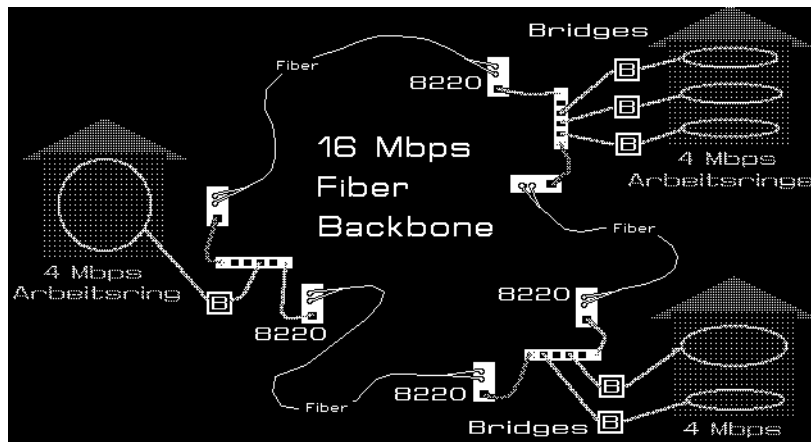 Bridges
Fiber
8220
B
B
B
16 Mbps
Fiber
Backbone
4 Mbps
Arbeitsringe
4 Mbps
Arbeitsring
B
Fiber
8220
8220
8220
B
B
Fiber
Bridges
4 Mbps